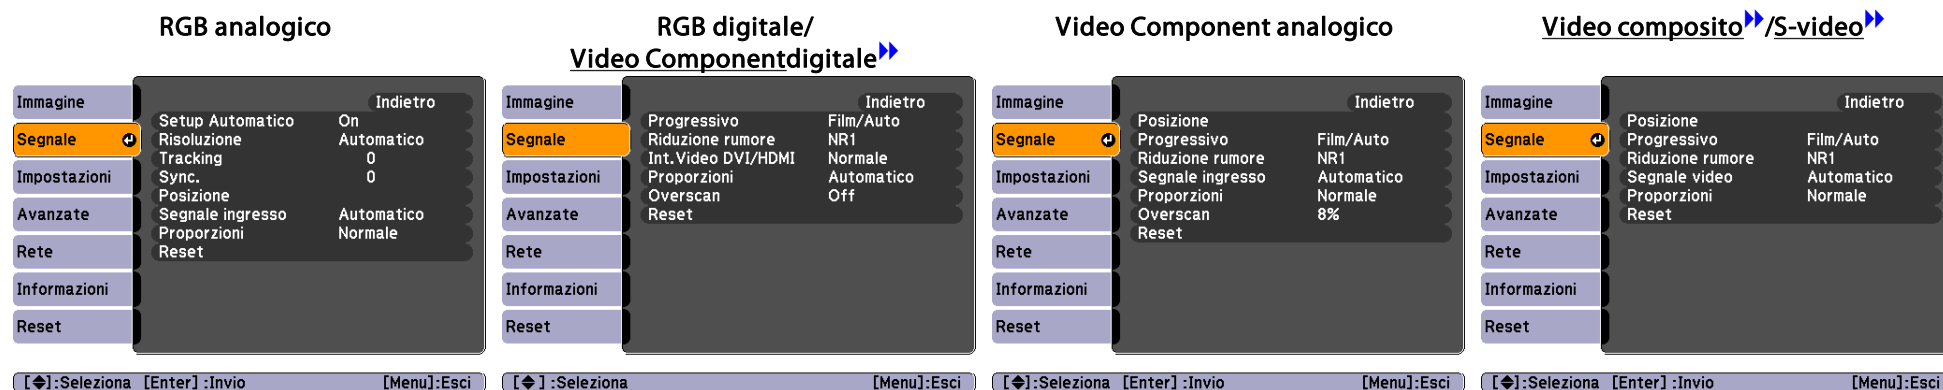 RGB analogico
RGB digitale/
Video Componentdigitale
Video Component analogico
Video composito/S-video
Immagine
Segnale
Impostazioni
Avanzate
Rete
Informazioni
Reset
Indietro
Setup Automatico On
Risoluzione Automatico
Tracking 0
Sync. 0
Posizione
Segnale ingresso Automatico
Proporzioni Normale
Reset
[◆]:Seleziona [Enter] :Invio [Menu]:Esci
Immagine
Segnale
Impostazioni
Avanzate
Rete
Informazioni
Reset
Indietro
Progressivo Film/Auto
Riduzione rumore NR1
Int.Video DVI/HDMI Normale
Proporzioni Automatico
Overscan Off
Reset
[◆] :Seleziona [Menu]:Esci
Immagine
Segnale
Impostazioni
Avanzate
Rete
Informazioni
Reset
Indietro
Posizione
Progressivo Film/Auto
Riduzione rumore NR1
Segnale ingresso Automatico
Proporzioni Normale
Overscan 8%
Reset
[◆]:Seleziona [Enter] :Invio [Menu]:Esci
Immagine
Segnale
Impostazioni
Avanzate
Rete
Informazioni
Reset
Indietro
Posizione
Progressivo Film/Auto
Riduzione rumore NR1
Segnale video Automatico
Proporzioni Normale
Reset
[◆]:Seleziona [Enter] :Invio [Menu]:Esci